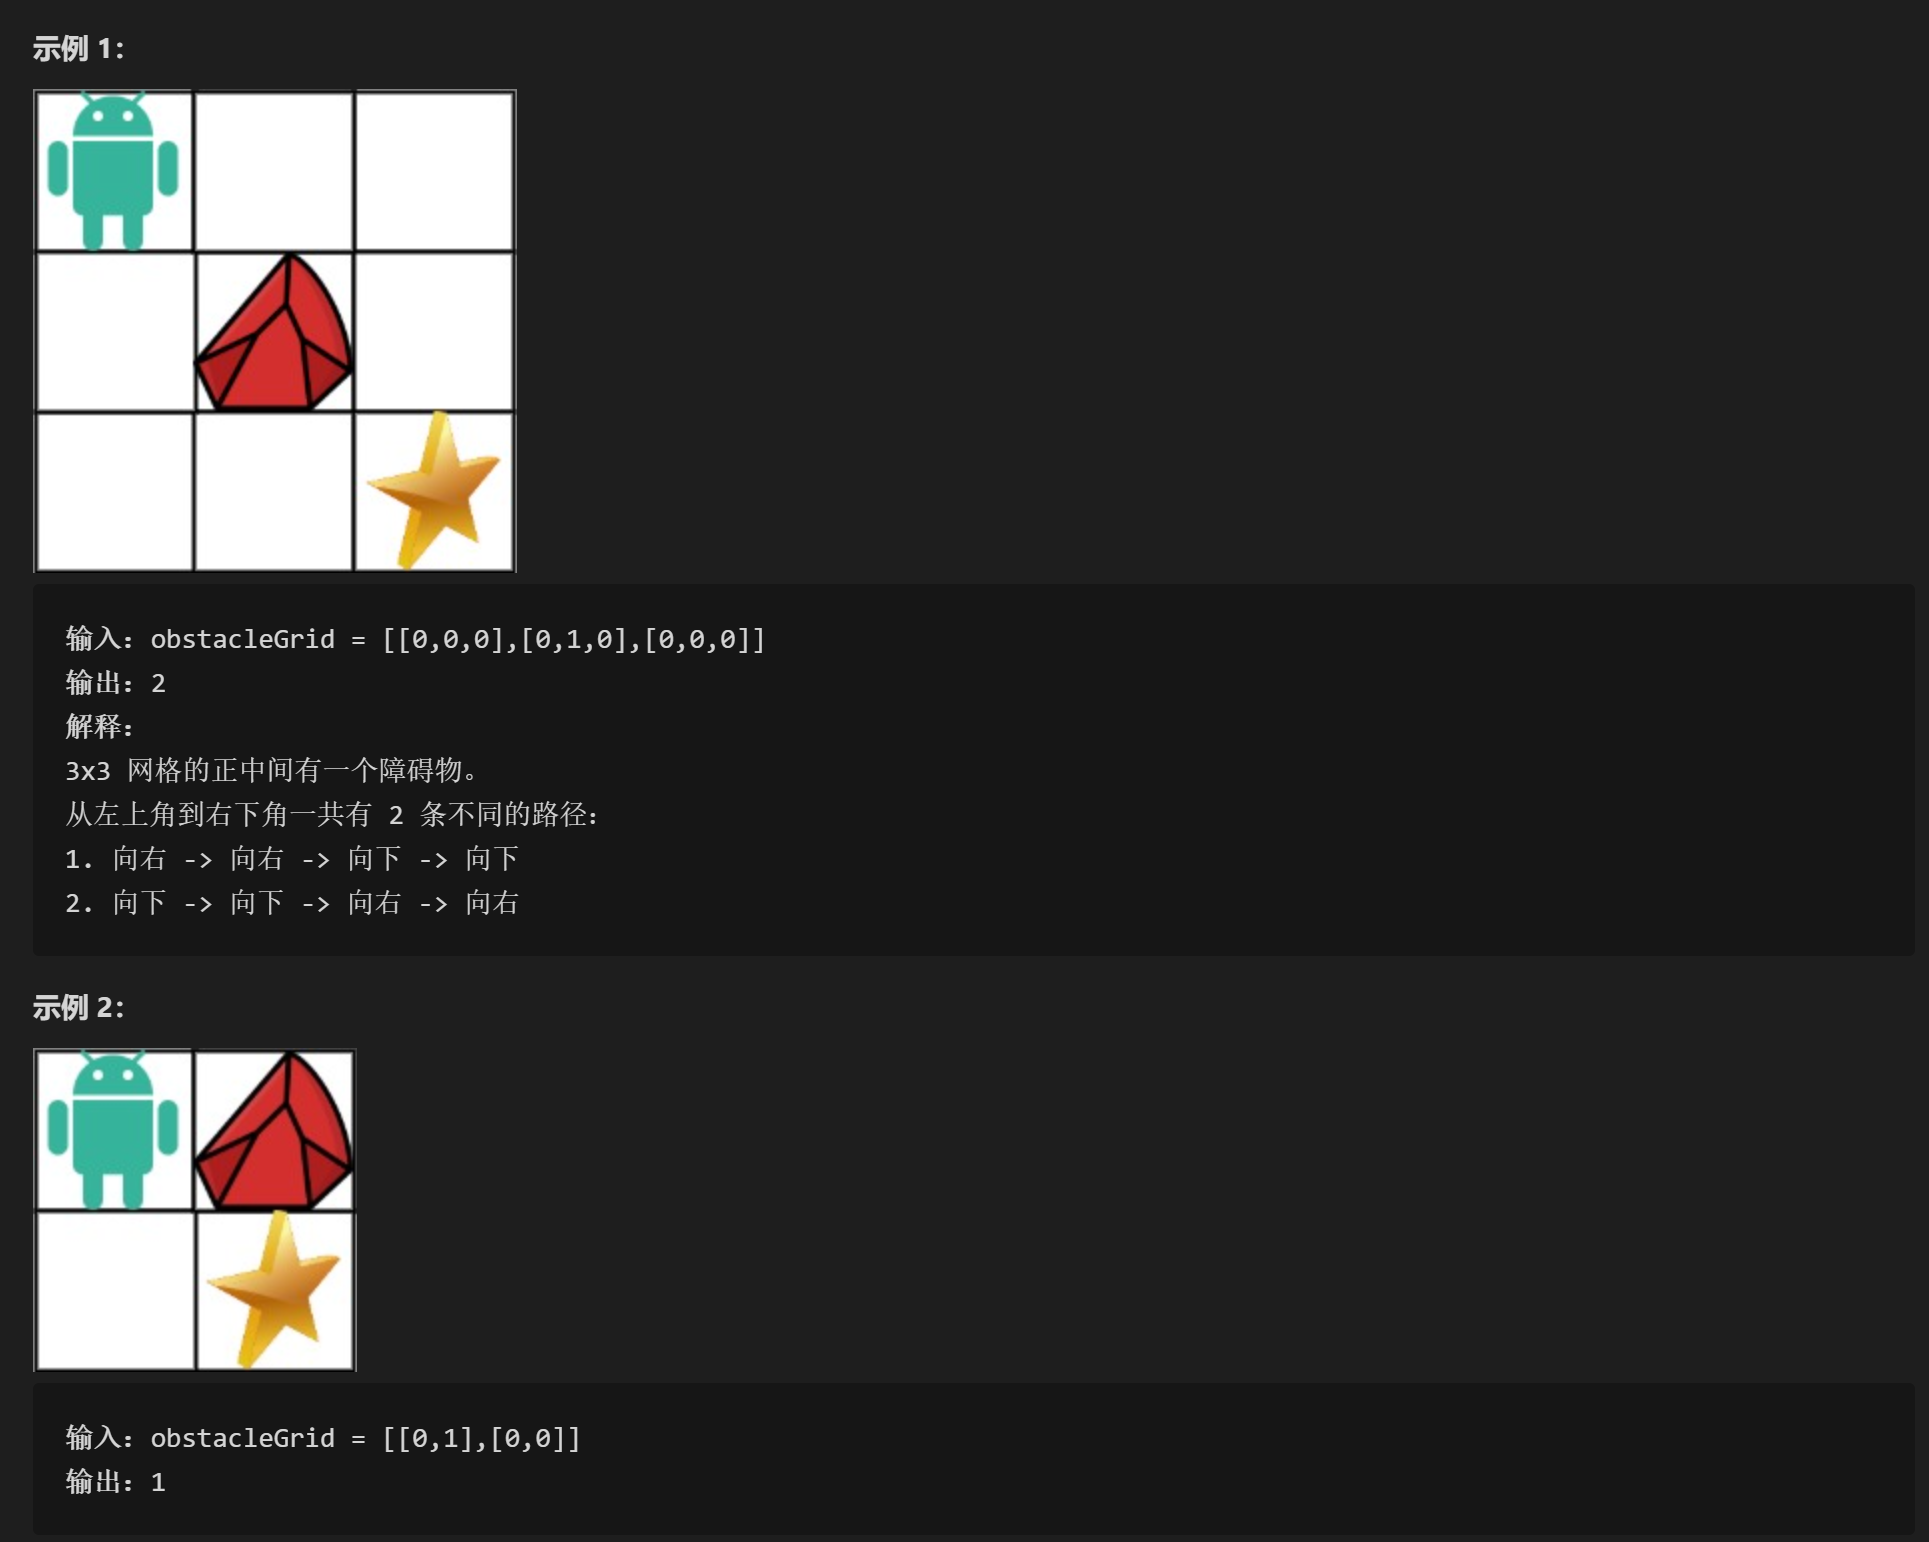 示例 1：
输入：obstacleGrid = [[0,0,0],[0,1,0],[0,0,0]]
输出：2
解释：
3x3 网格的正中间有一个障碍物。
从左上角到右下角一共有 2 条不同的路径：
1. 向右 -> 向右 -> 向下 -> 向下
2. 向下 -> 向下 -> 向右 -> 向右
示例 2：
输入：obstacleGrid = [[0,1],[0,0]]
输出：1